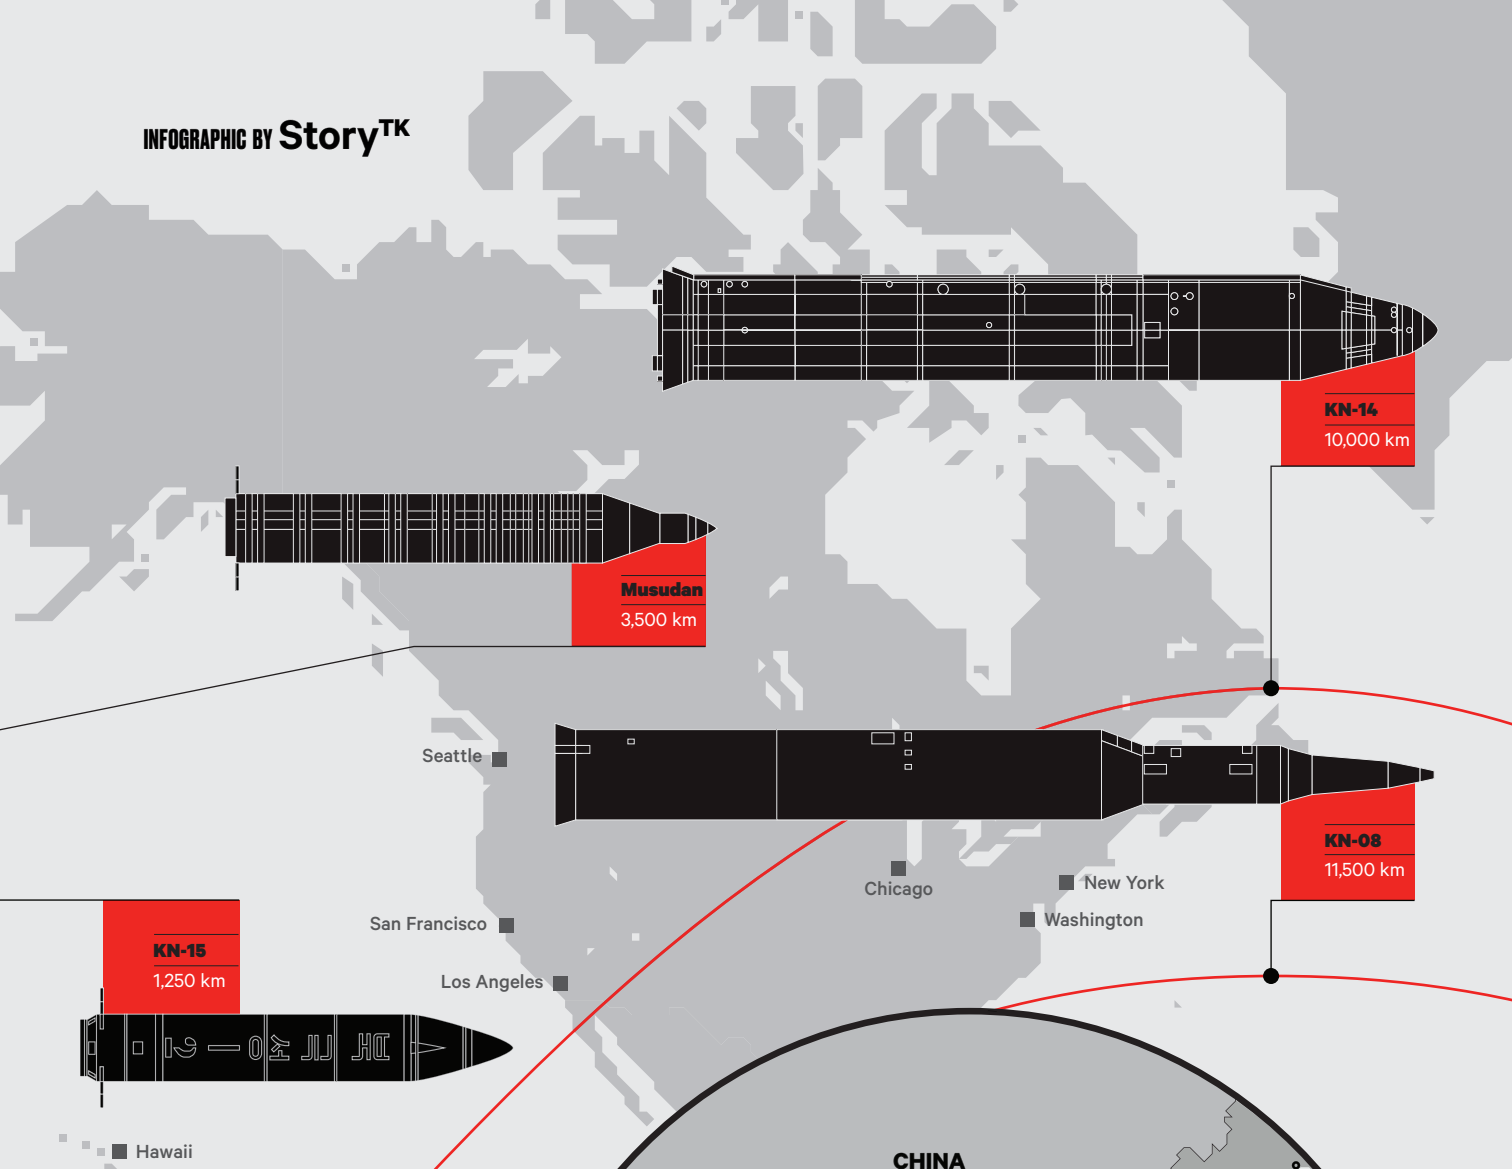 INFOGRAPHIC BY StoryTK
KN-14
10,000 km
Musudan
3,500 km
Seattle
KN-08
11,500 km
Chicago
New York
Washington
San Francisco
Los Angeles
KN-15
1,250 km
Hawaii
CHINA